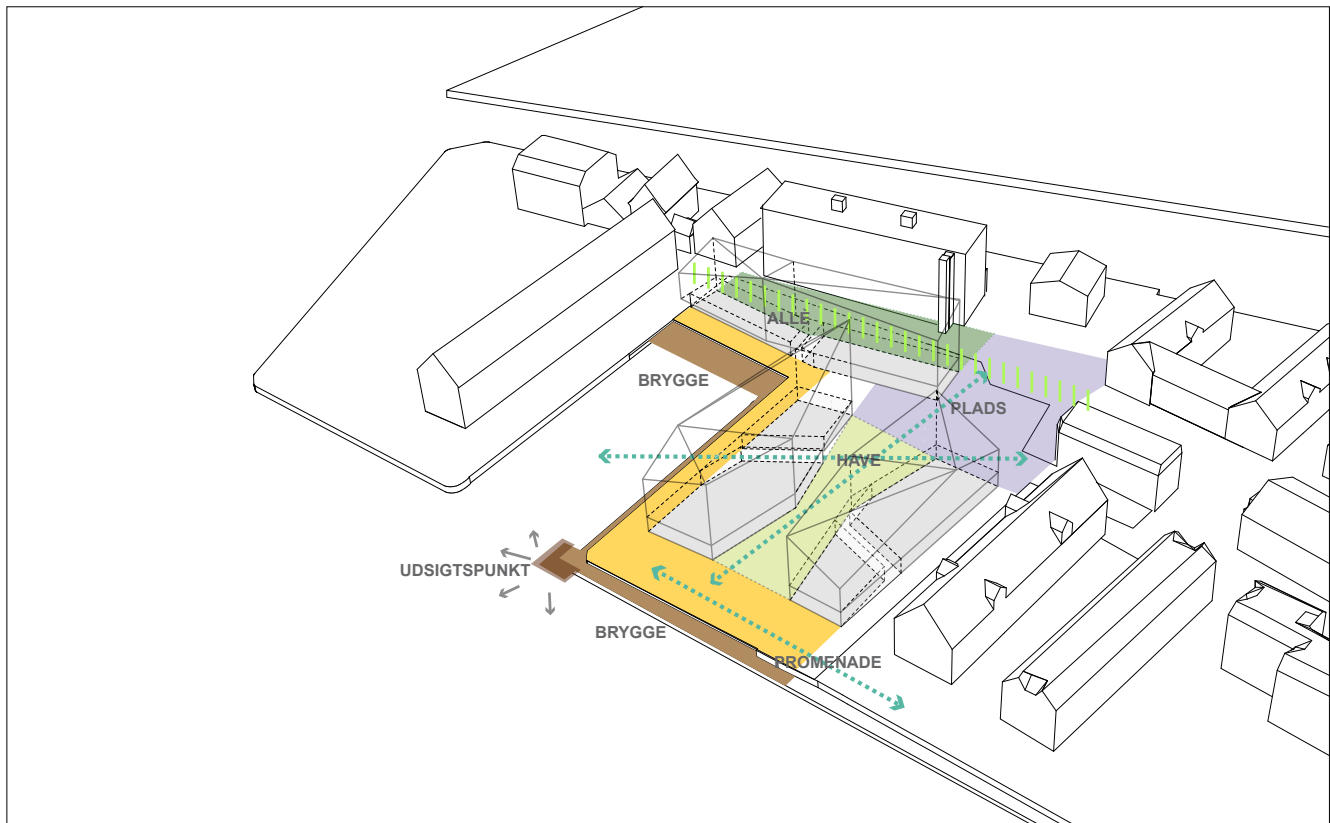 ALLE
BRYGGE
PLADS
HAVE
UDSIGTSPUNKT
BRYGGE
PROMENADE